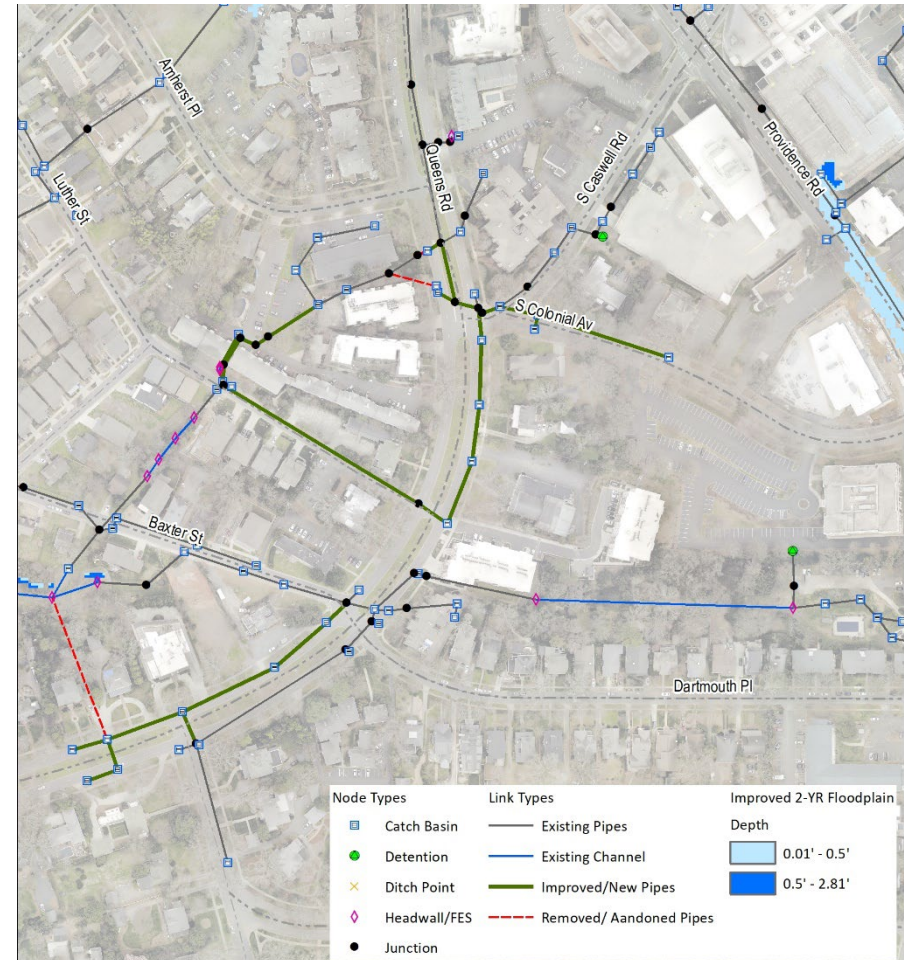 Amherst Pl
Luther St
Queens Rd
S Caswell Rd
Providence Rd
S Colonial Av
Baxter St
Dartmouth Pl
Node Types
Catch Basin
Detention
Ditch Point
Headwall/FES
Junction
Link Types
Existing Pipes
Existing Channel
Improved/New Pipes
Removed/ Aandoned Pipes
Improved 2-YR Floodplain
Depth
0.01' - 0.5'
0.5' - 2.81'